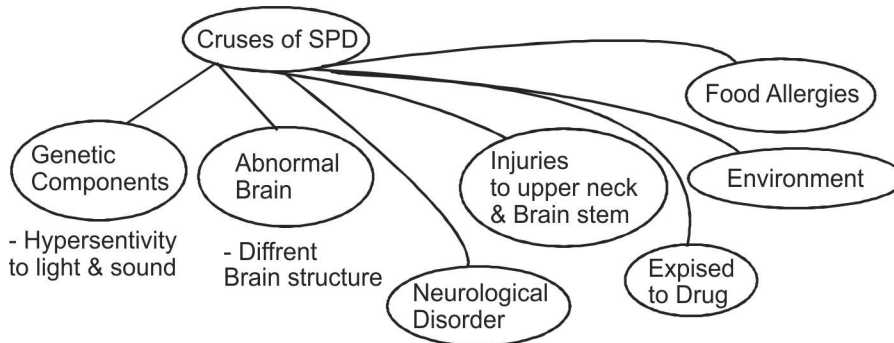 Cruses of SPD
Food Allergies
Genetic
Components
Abnormal
Brain
Injuries
to upper neck
& Brain stem
Environment
- Hypersentivity
to light & sound
- Diffrent
Brain structure
Neurological
Disorder
Expised
to Drug